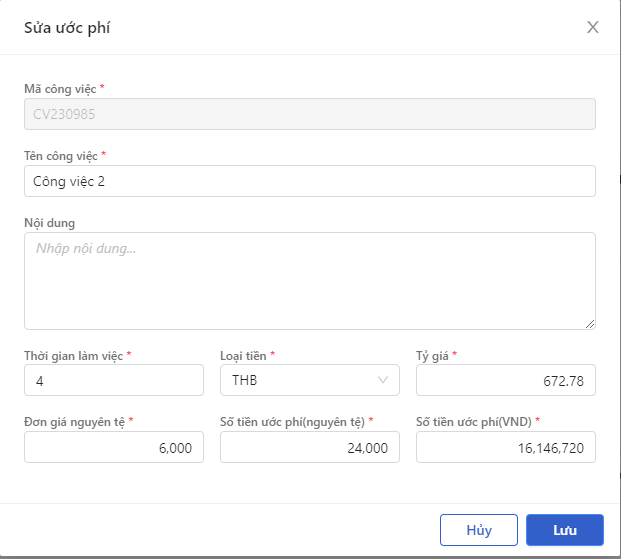 Sửa ước phí
Mã công việc *
CV230985
Tên công việc *
Công việc 2
Nội dung
Nhập nội dung...
Thời gian làm việc * Loại tiền * Tỷ giá *
4 THB 672.78
Đơn giá nguyên tệ * Số tiền ước phí(nguyên tệ) * Số tiền ước phí(VND) *
6,000 24,000 16,146,720
Hủy Lưu